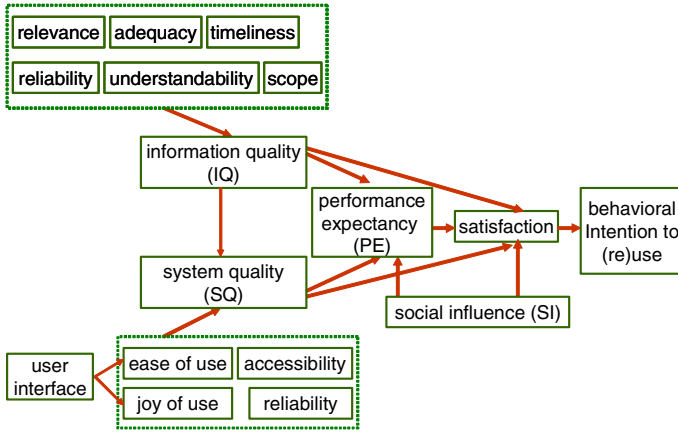 relevance adequacy timeliness
reliability understandability scope
information quality
(IQ)
performance
expectancy
(PE)
satisfaction
behavioral
Intention to
(re)use
system quality
(SQ)
social influence (SI)
user
interface
ease of use accessibility
joy of use reliability